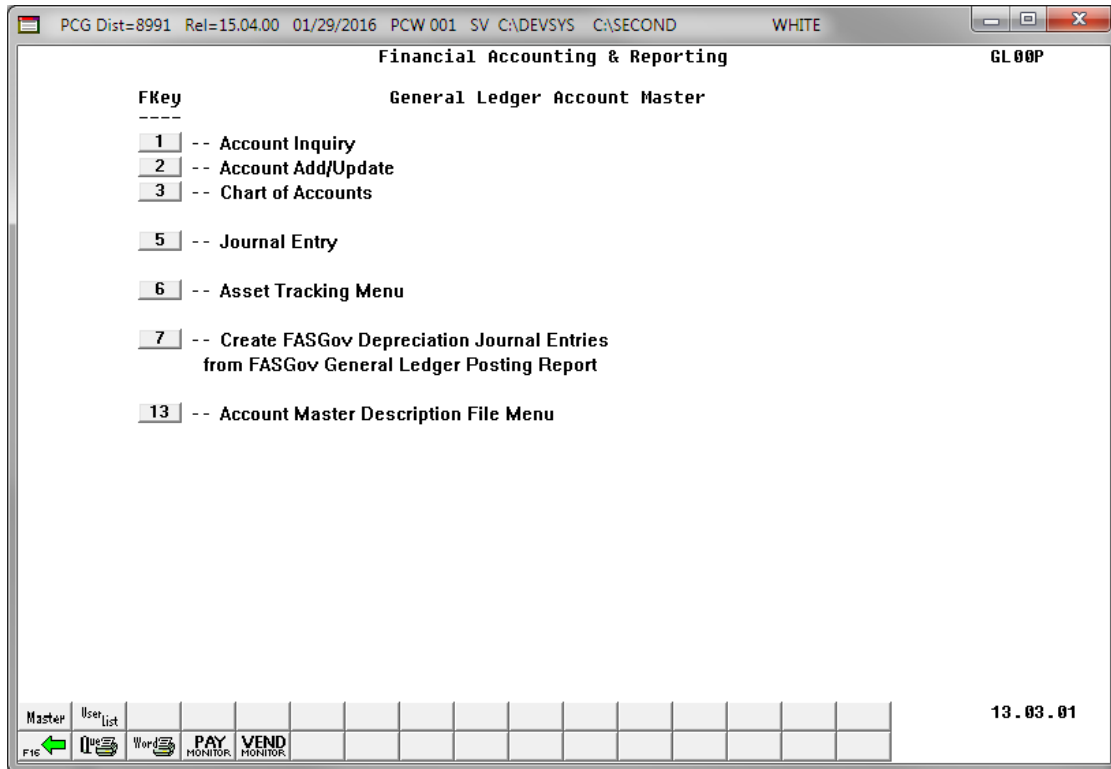 PCG Dist=8991 Rel=15.04.00 01/29/2016 PCW 001 SV C:\DEVSYS C:\SECOND WHITE
Financial Accounting & Reporting GL00P
FKey General Ledger Account Master
----
1 -- Account Inquiry
2 -- Account Add/Update
3 -- Chart of Accounts
5 -- Journal Entry
6 -- Asset Tracking Menu
7 -- Create FASGov Depreciation Journal Entries
from FASGov General Ledger Posting Report
13 -- Account Master Description File Menu
Master User List 13.03.01
F16 Que Word PAY MONITOR VEND MONITOR